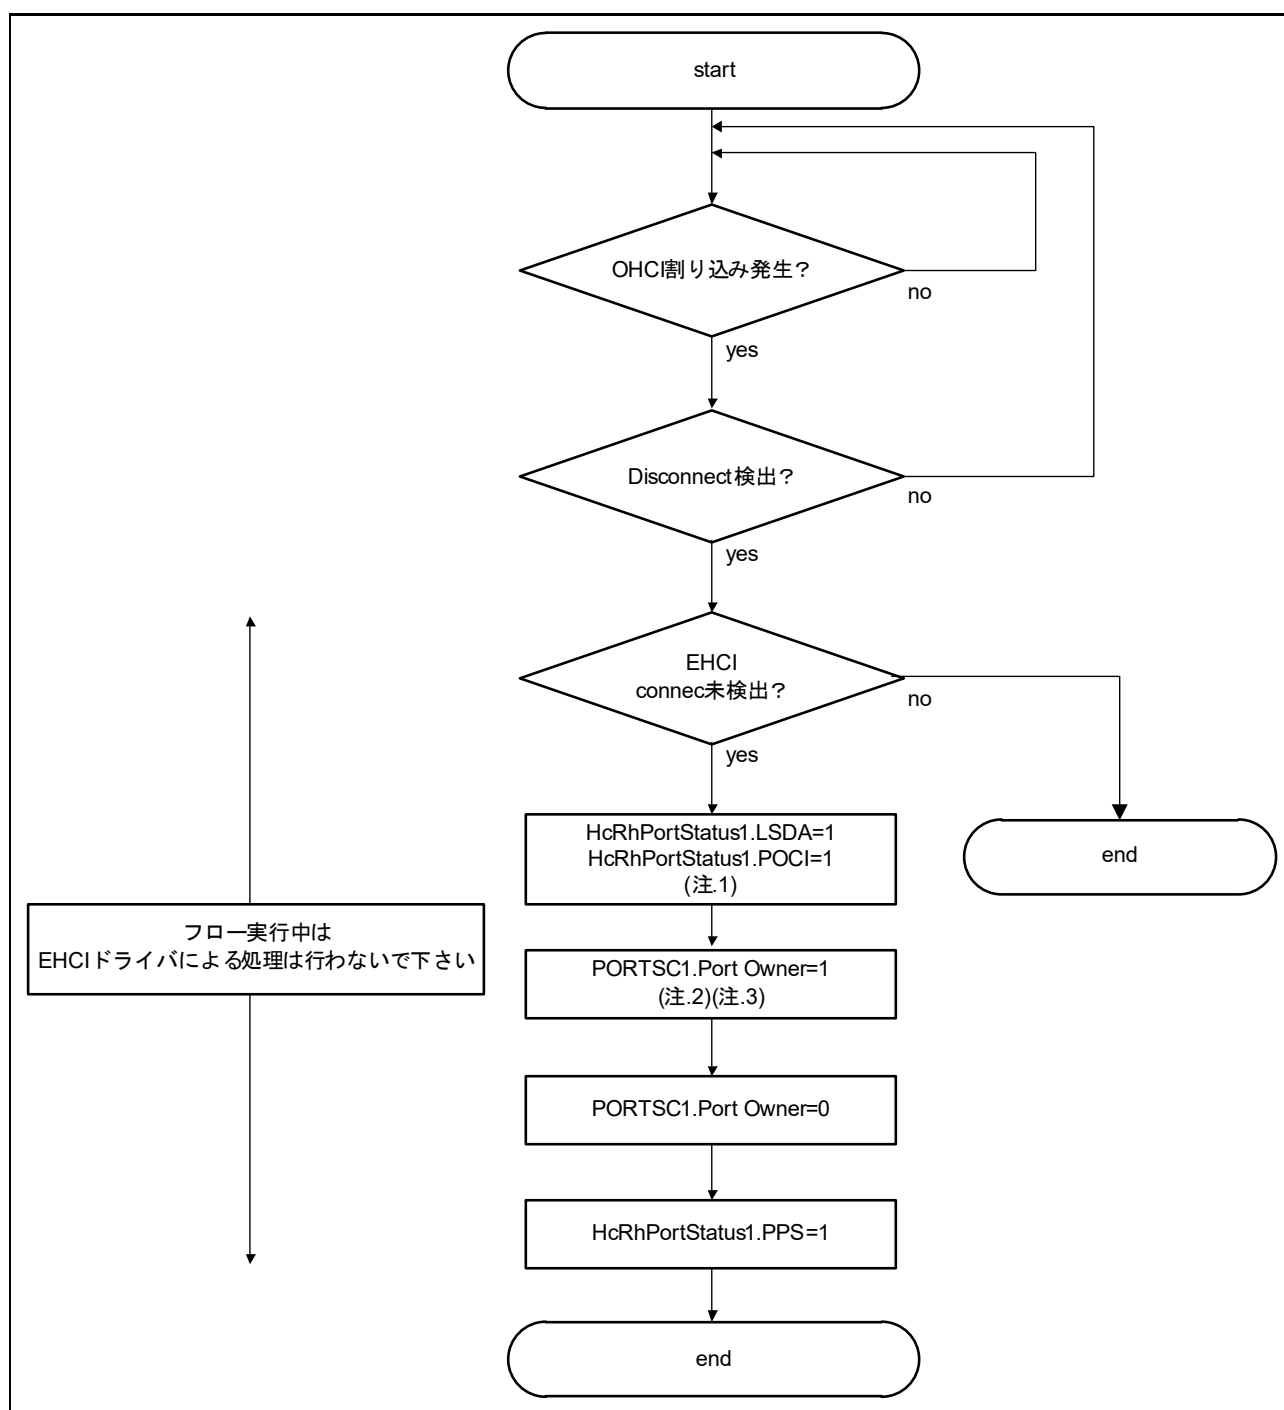 start
OHCI割り込み発生？
no
yes
Disconnect検出？
no
yes
EHCI
connec未検出？
no
yes
HcRhPortStatus1.LSDA=1
HcRhPortStatus1.POCI=1
(注.1)
end
フロー実行中は
EHCIドライバによる処理は行わないで下さい
PORTSC1.Port Owner=1
(注.2)(注.3)
PORTSC1.Port Owner=0
HcRhPortStatus1.PPS=1
end